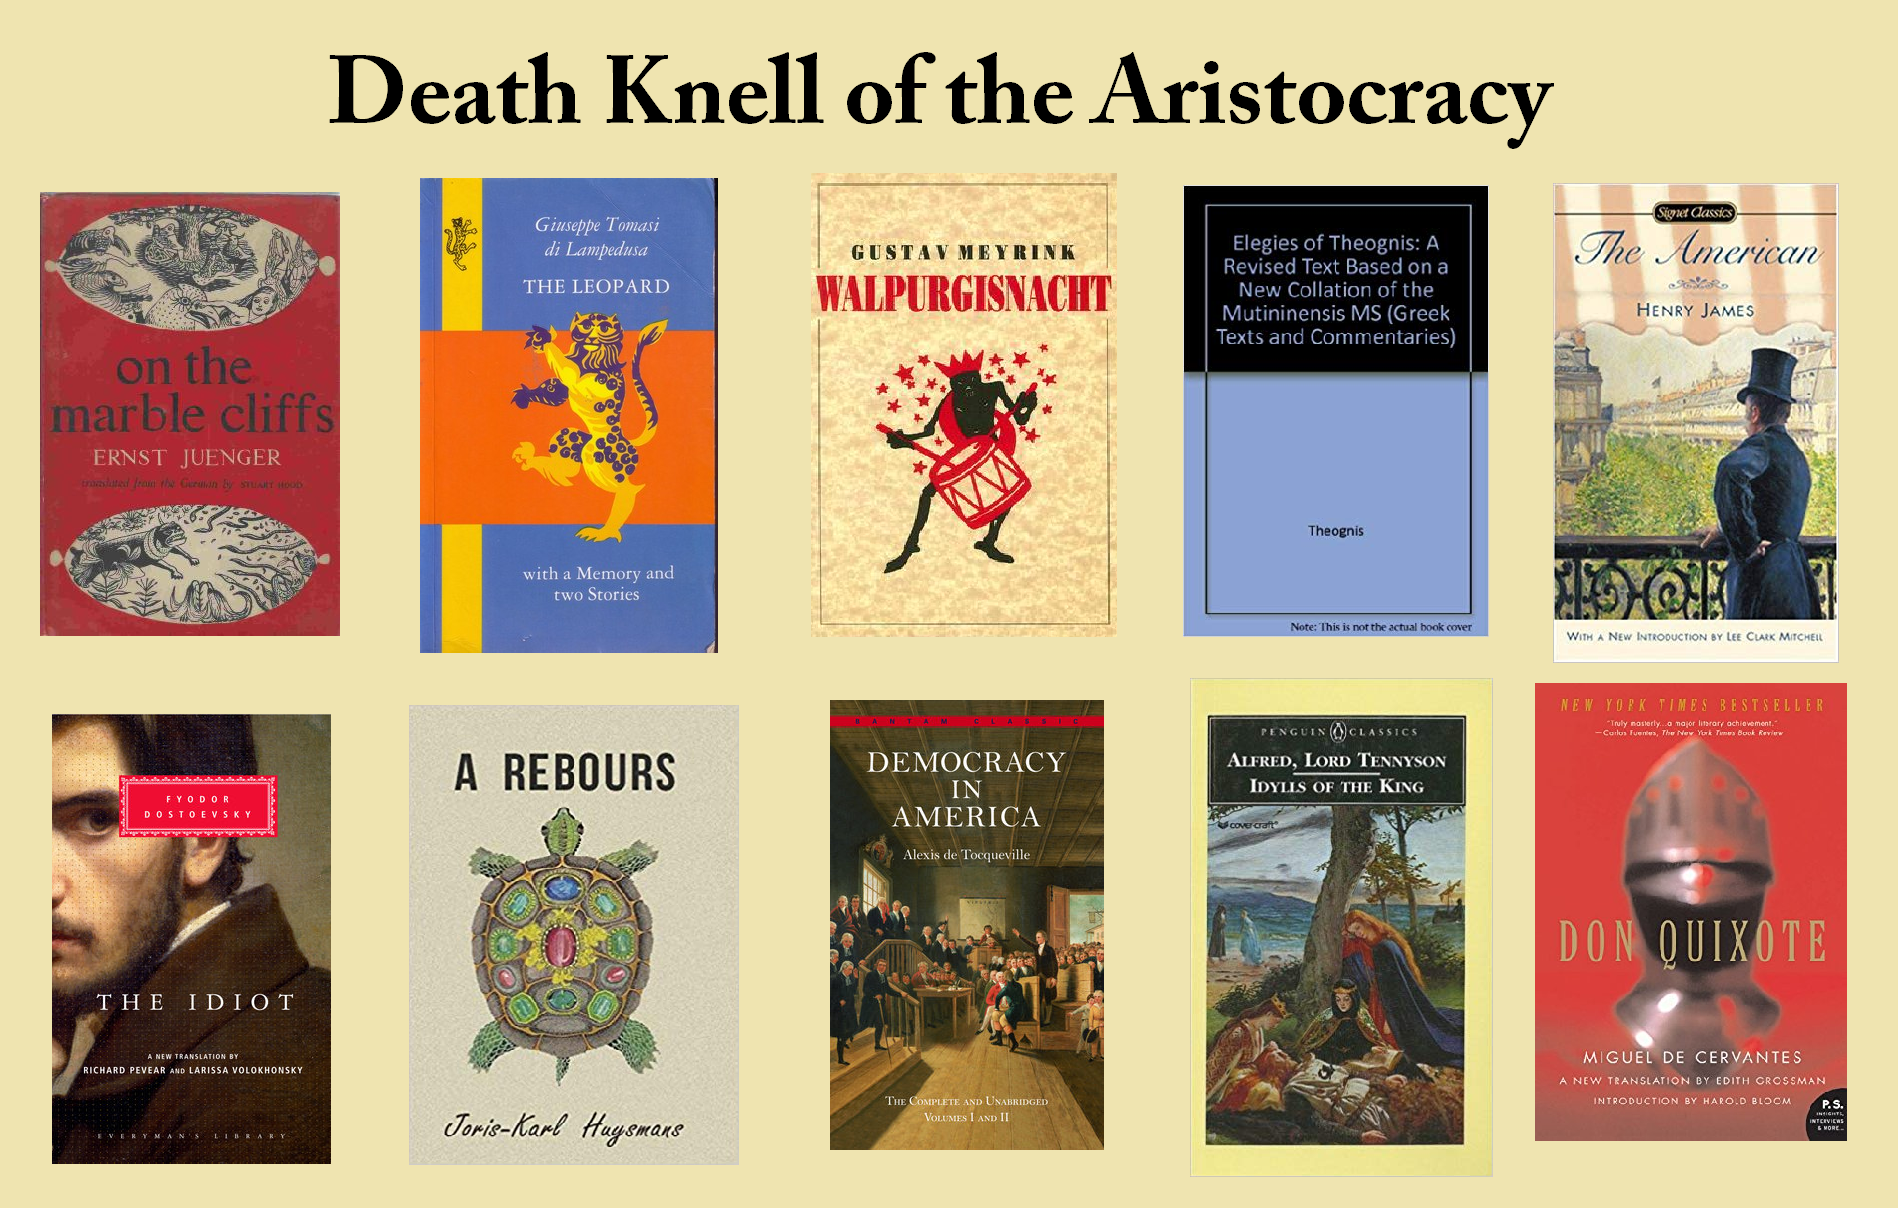 Death Knell of the Aristocracy
on the
marble cliffs
ERNST JUENGER
translated from the German by STUART HOOD
Giuseppe Tomasi
di Lampedusa
THE LEOPARD
with a Memory and
two Stories
GUSTAV MEYRINK
WALPURGISNACHT
Elegies of Theognis: A
Revised Text Based on a
New Collation of the
Mutininensis MS (Greek
Texts and Commentaries)
Theognis
Note: This is not the actual book cover
Signet Classics
The American
HENRY JAMES
WITH A NEW INTRODUCTION BY LEE CLARK MITCHELL
FYODOR
DOSTOEVSKY
THE IDIOT
A NEW TRANSLATION BY
RICHARD PEVEAR AND LARISSA VOLOKHONSKY
EVERYMAN'S LIBRARY
A REBOURS
Joris-Karl Huysmans
BANTAM CLASSIC
DEMOCRACY
IN
AMERICA
Alexis de Tocqueville
THE COMPLETE AND UNABRIDGED
VOLUMES I AND II
PENGUIN CLASSICS
ALFRED, LORD TENNYSON
IDYLLS OF THE KING
covercraft®
NEW YORK TIMES BESTSELLER
"Truly masterly...a major literary achievement."
—Carlos Fuentes, The New York Times Book Review
DON QUIXOTE
MIGUEL DE CERVANTES
A NEW TRANSLATION BY EDITH GROSSMAN
INTRODUCTION BY HAROLD BLOOM
P.S.
INSIGHTS,
INTERVIEWS
& MORE...